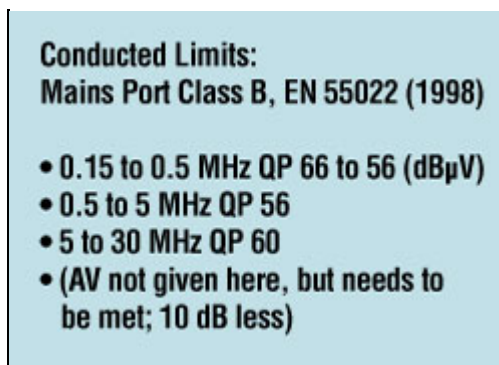 Conducted Limits:
Mains Port Class B, EN 55022 (1998)
• 0.15 to 0.5 MHz QP 66 to 56 (dBµV)
• 0.5 to 5 MHz QP 56
• 5 to 30 MHz QP 60
• (AV not given here, but needs to
be met; 10 dB less)